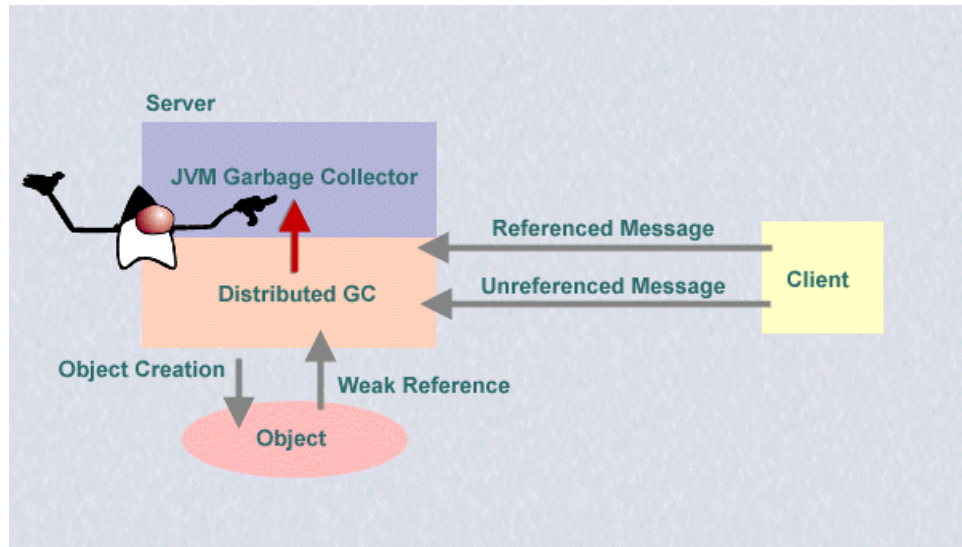 Server
JVM Garbage Collector
Referenced Message
Unreferenced Message
Client
Distributed GC
Object Creation
Weak Reference
Object